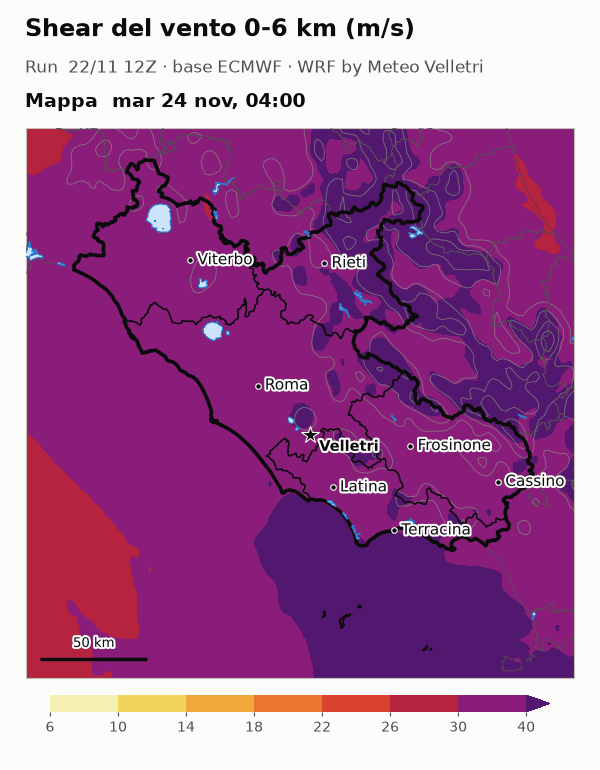 Shear del vento 0-6 km (m/s)
Run  22/11 12Z · base ECMWF · WRF by Meteo Velletri
Mappa  mar 24 nov, 04:00
Viterbo
Rieti
Roma
Velletri
Frosinone
Cassino
Latina
Terracina
50 km
6 10 14 18 22 26 30 40